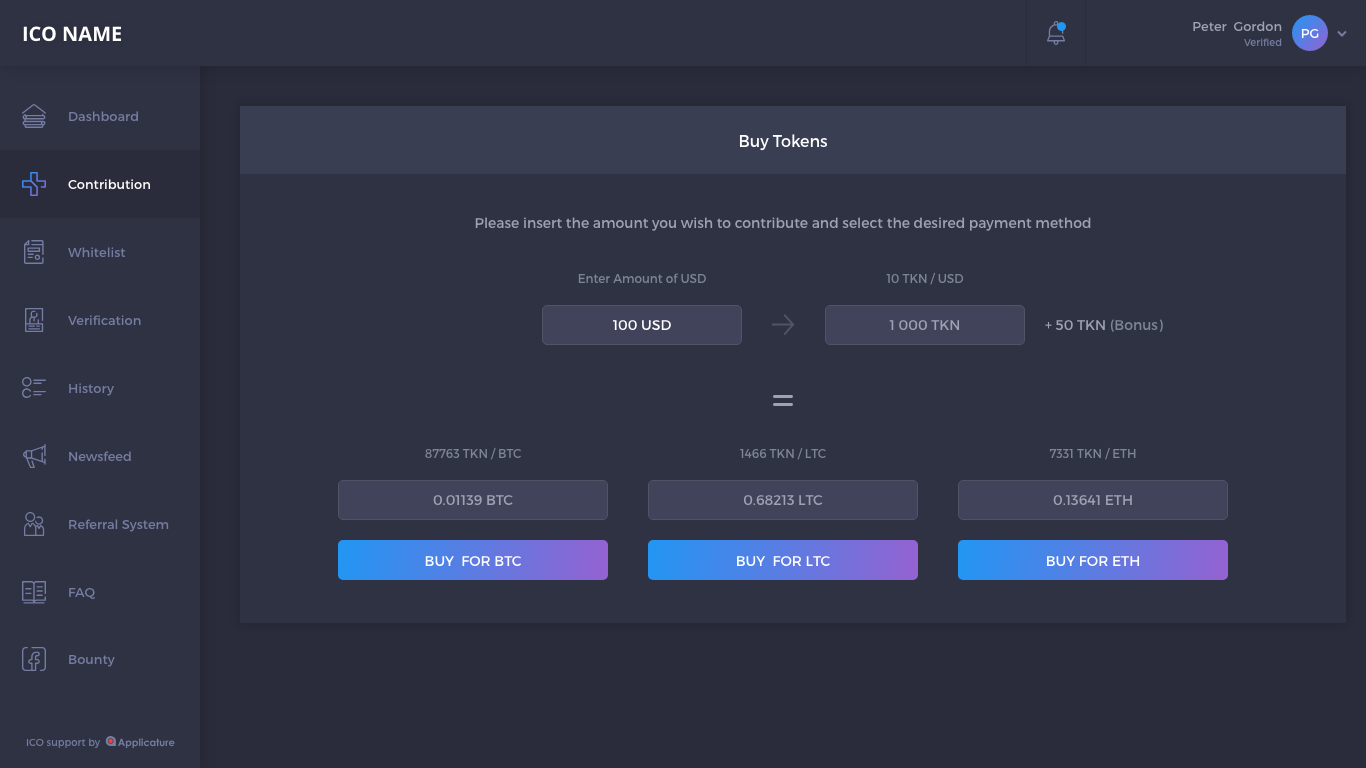 ICO NAME
Peter Gordon
Verified
PG
Dashboard
Contribution
Whitelist
Verification
History
Newsfeed
Referral System
FAQ
Bounty
ICO support by Applicature
Buy Tokens
Please insert the amount you wish to contribute and select the desired payment method
Enter Amount of USD
10 TKN / USD
100 USD
1 000 TKN
+ 50 TKN (Bonus)
=
87763 TKN / BTC
1466 TKN / LTC
7331 TKN / ETH
0.01139 BTC
0.68213 LTC
0.13641 ETH
BUY FOR BTC
BUY FOR LTC
BUY FOR ETH